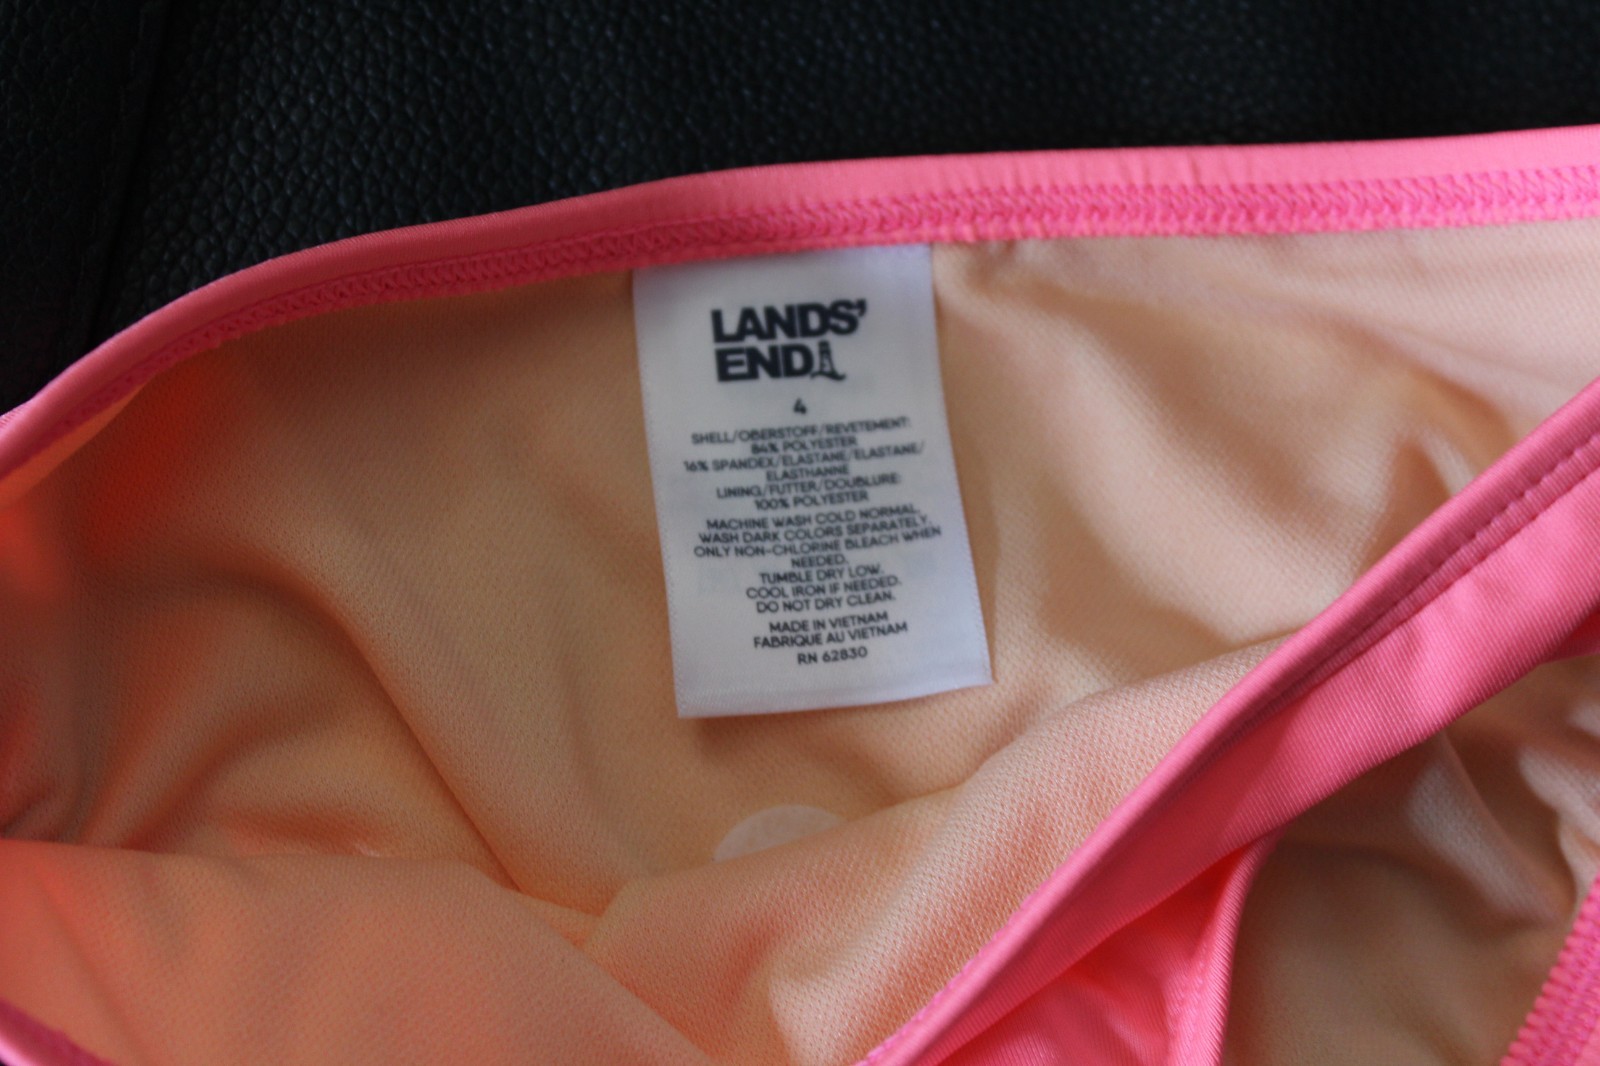 LANDS'
END
4
SHELL/OBERSTOFF/REVETEMENT:
84% POLYESTER
16% SPANDEX/ELASTANE/ELASTANE/
ELASTHANNE
LINING/FUTTER/DOUBLURE:
100% POLYESTER
MACHINE WASH COLD NORMAL.
WASH DARK COLORS SEPARATELY.
ONLY NON-CHLORINE BLEACH WHEN
NEEDED.
TUMBLE DRY LOW.
COOL IRON IF NEEDED.
DO NOT DRY CLEAN.
MADE IN VIETNAM
FABRIQUE AU VIETNAM
RN 62830